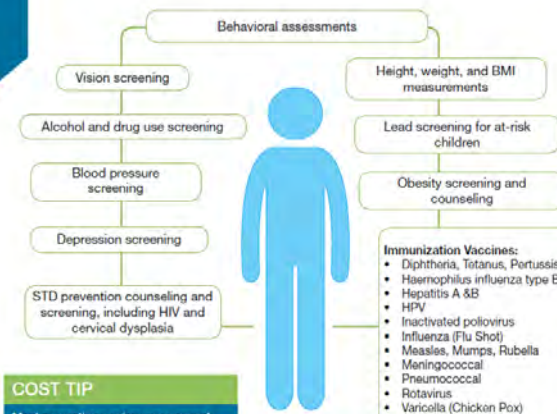 Behavioral assessments
Vision screening
Alcohol and drug use screening
Blood pressure
screening
Depression screening
STD prevention counseling and
screening, including HIV and
cervical dysplasia
Height, weight, and BMI
measurements
Lead screening for at-risk
children
Obesity screening and
counseling
Immunization Vaccines:
• Diphtheria, Tetanus, Pertussis
• Haemophilus influenza type B
• Hepatitis A &B
• HPV
• Inactivated poliovirus
• Influenza (Flu Shot)
• Measles, Mumps, Rubella
• Meningococcal
• Pneumococcal
• Rotavirus
• Varicella (Chicken Pox)
COST TIP